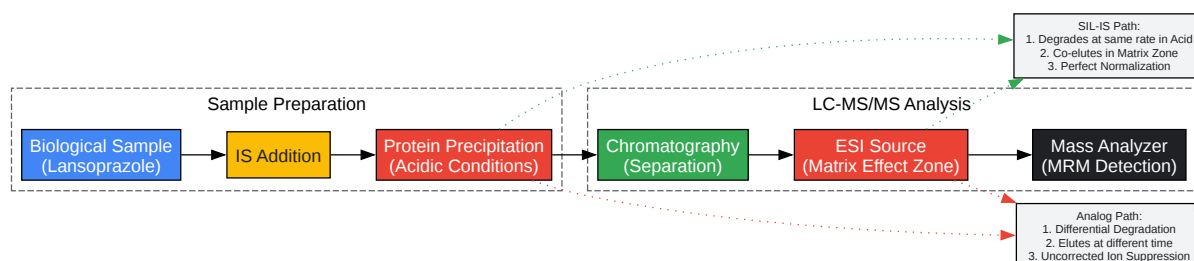 SIL-IS Path:
1. Degrades at same rate in Acid
2. Co-elutes in Matrix Zone
3. Perfect Normalization
Sample Preparation
LC-MS/MS Analysis
Biological Sample
(Lansoprazole)
IS Addition
Protein Precipitation
(Acidic Conditions)
Chromatography
(Separation)
ESI Source
(Matrix Effect Zone)
Mass Analyzer
(MRM Detection)
Analog Path:
1. Differential Degradation
2. Elutes at different time
3. Uncorrected Ion Suppression